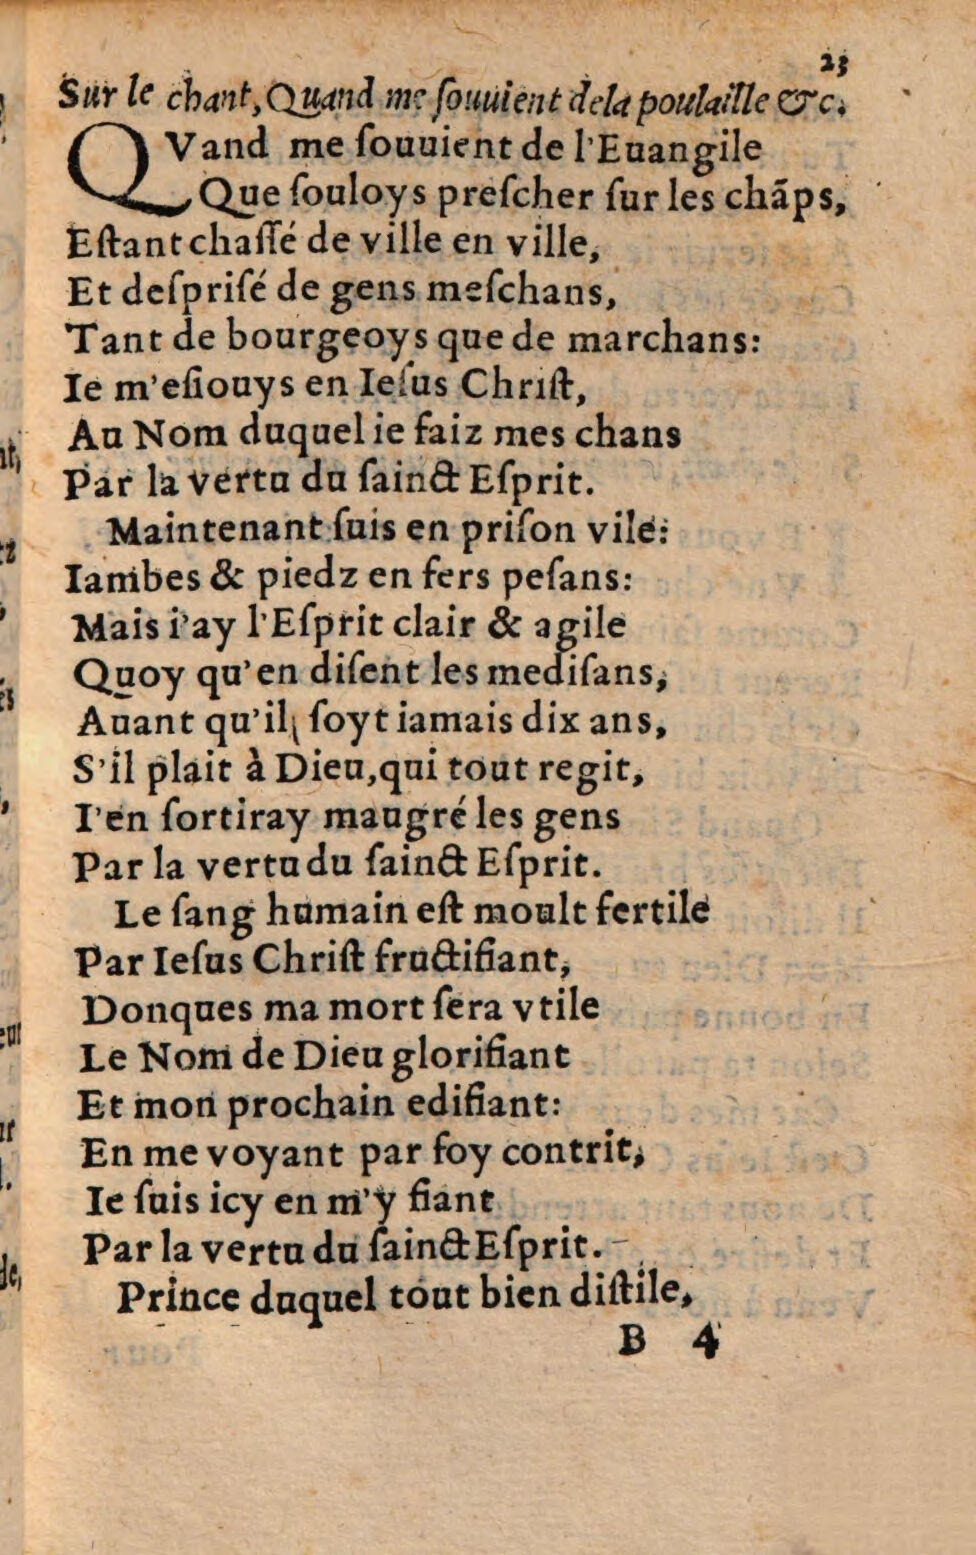 23
Sur le chant, Quand me ſouuient dela poulaille &c.
QVand me ſouuient de l'Euangile
Que ſouloys preſcher ſur les chãps,
Eſtant chaſſé de ville en ville,
Et deſpriſé de gens meſchans,
Tant de bourgeoys que de marchans:
Ie m'eſiouys en Ieſus Chriſt,
Au Nom duquel ie faiz mes chans
Par la vertu du ſainct Eſprit.
Maintenant ſuis en priſon vile:
Iambes & piedz en fers peſans:
Mais i'ay l'Eſprit clair & agile
Quoy qu'en diſent les mediſans,
Auant qu'il ſoyt iamais dix ans,
S'il plait à Dieu,qui tout regit,
I'en ſortiray maugré les gens
Par la vertu du ſainct Eſprit.
Le ſang humain eſt moult fertile
Par Ieſus Chriſt fructifiant,
Donques ma mort ſera vtile
Le Nom de Dieu glorifiant
Et mon prochain edifiant:
En me voyant par foy contrit,
Ie ſuis icy en m'y fiant
Par la vertu du ſainct Eſprit.
Prince duquel tout bien diſtile,
B 4